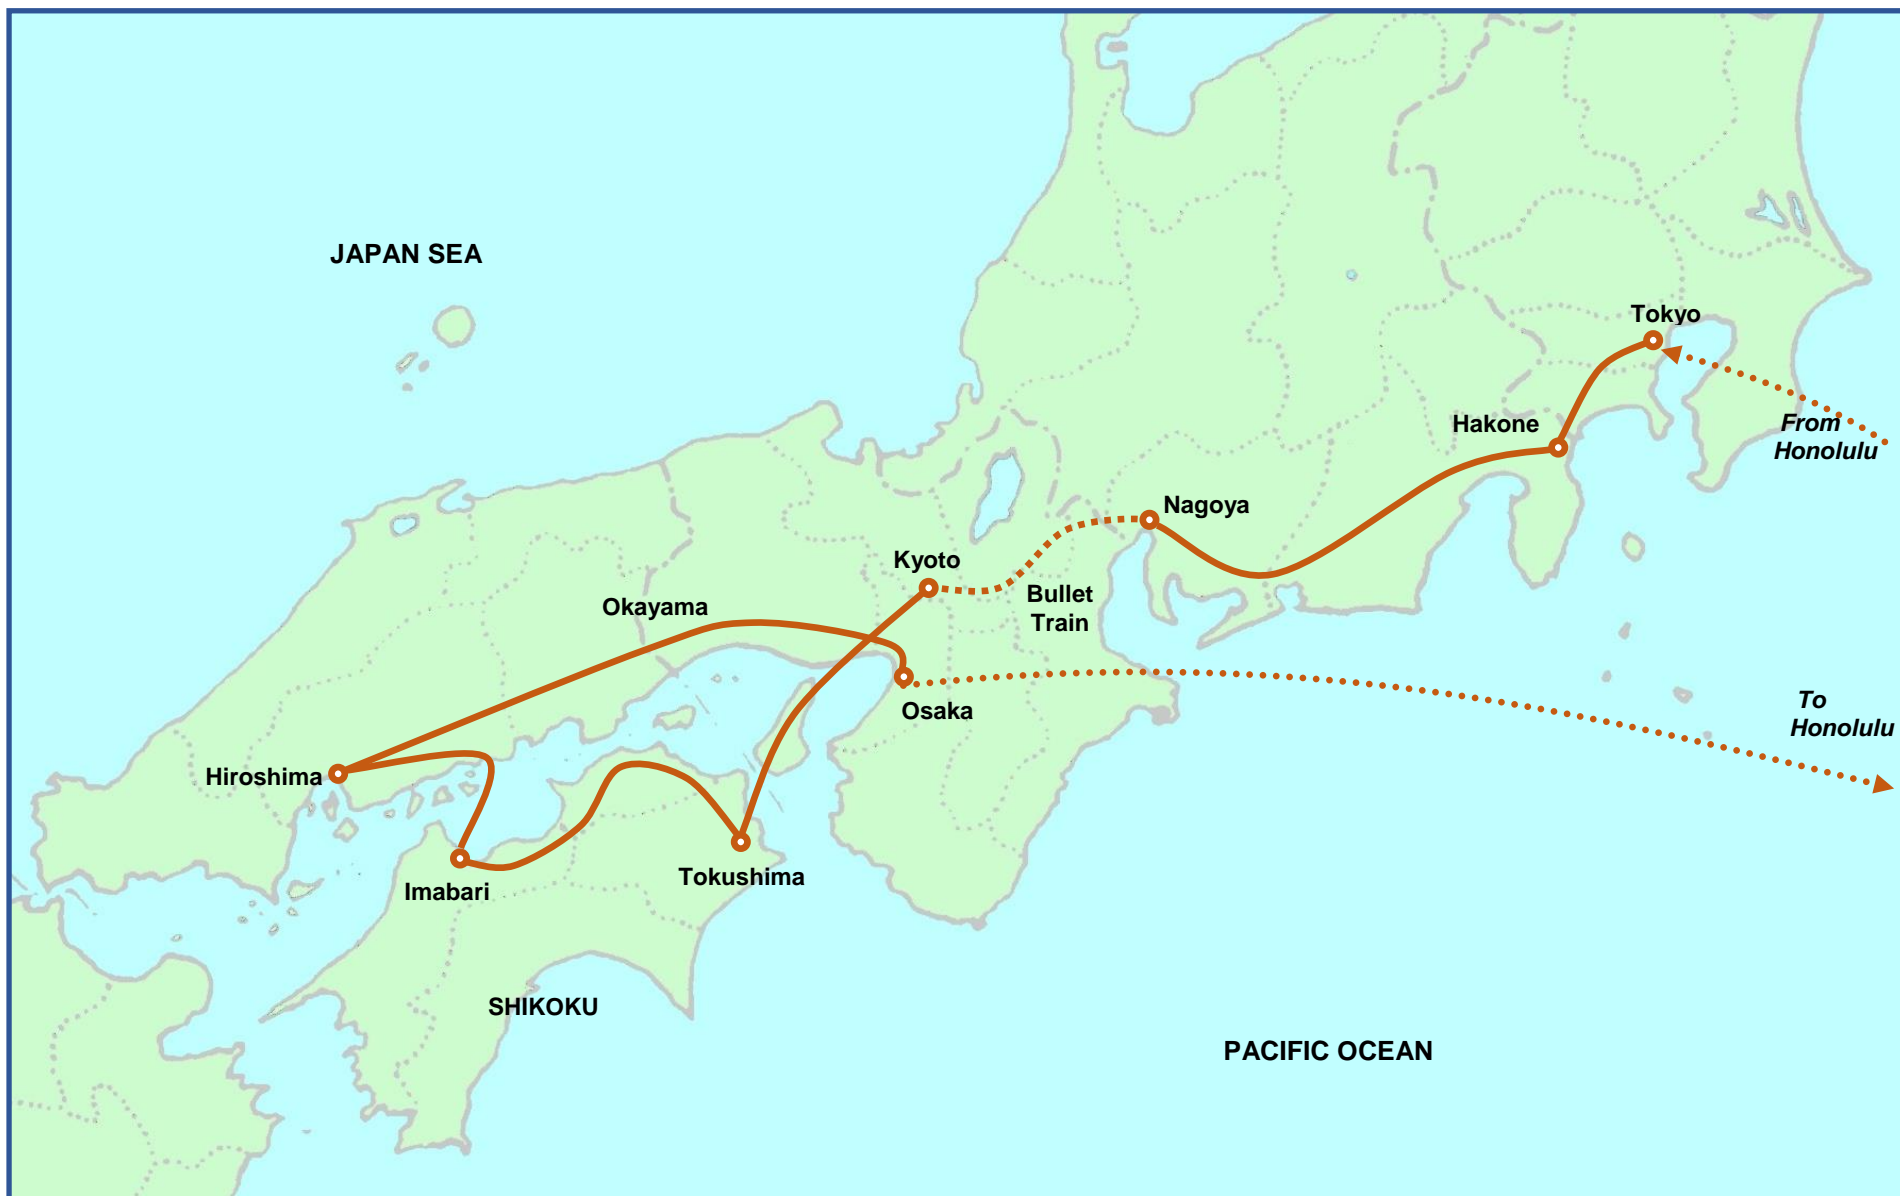 JAPAN SEA
Tokyo
From
Honolulu
Hakone
Nagoya
Kyoto
Bullet
Train
Okayama
To
Honolulu
Osaka
Hiroshima
Tokushima
Imabari
SHIKOKU
PACIFIC OCEAN